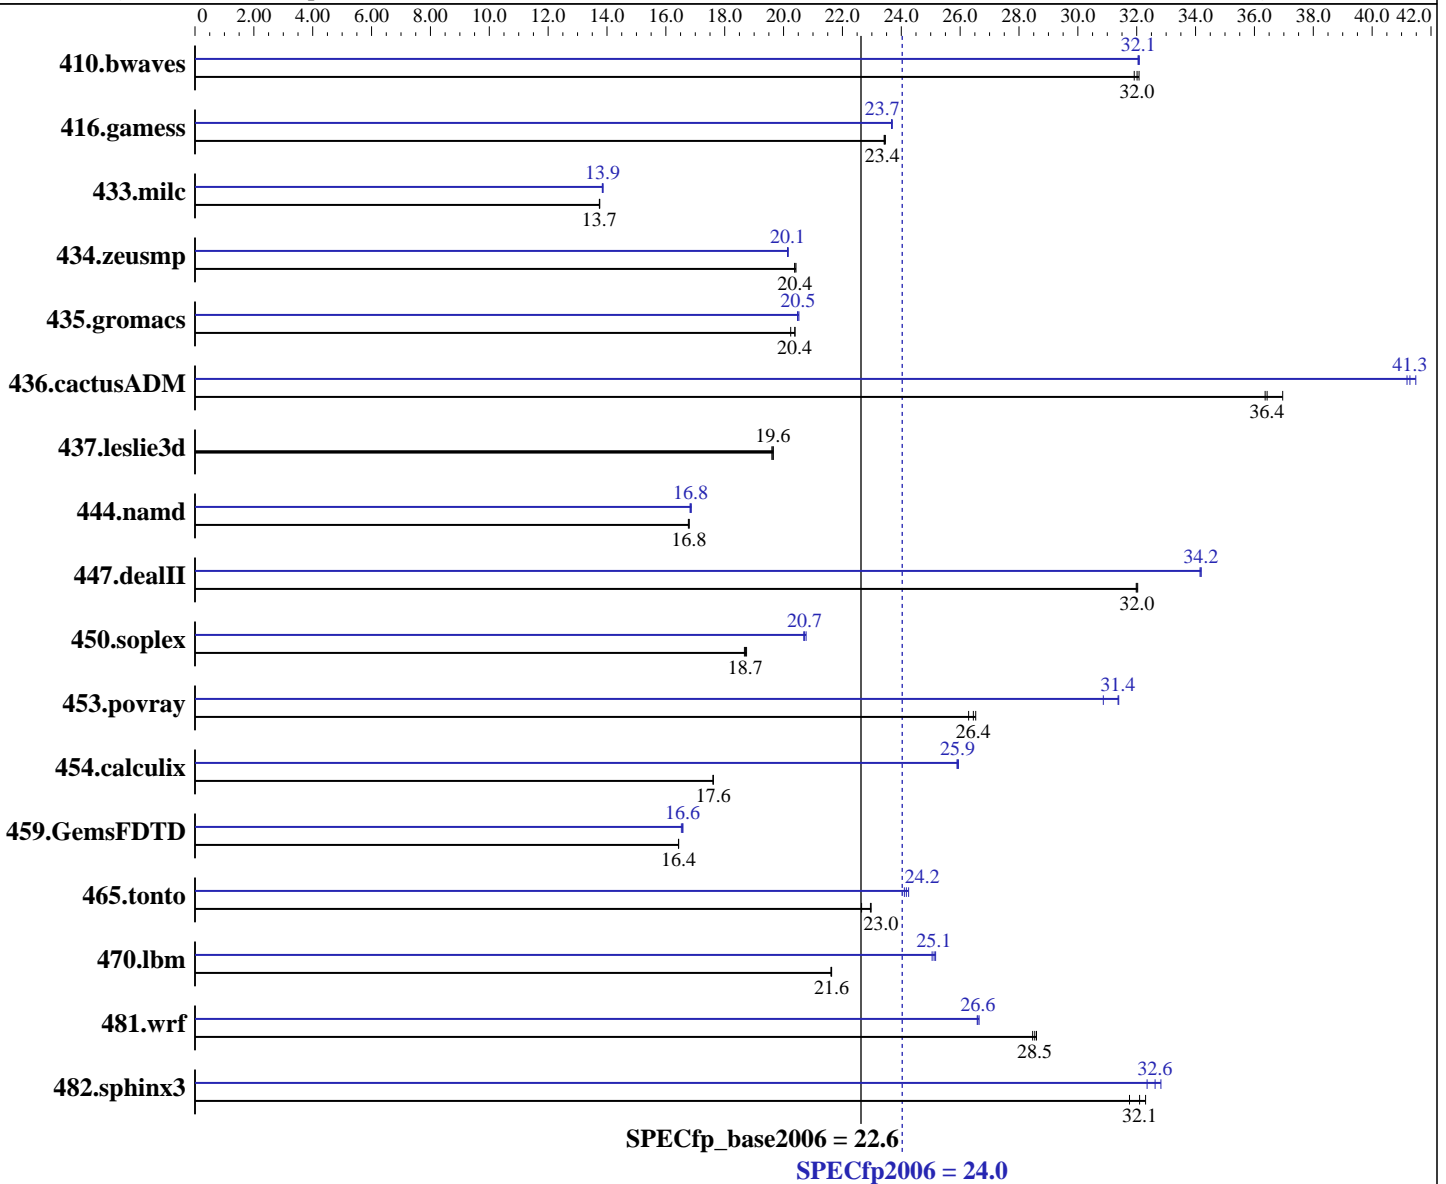 0 2.00 4.00 6.00 8.00 10.0 12.0 14.0 16.0 18.0 20.0 22.0 24.0 26.0 28.0 30.0 32.0 34.0 36.0 38.0 40.0 42.0
32.1
410.bwaves
32.0
23.7
416.gamess
23.4
13.9
433.milc
13.7
20.1
434.zeusmp
20.4
20.5
435.gromacs
20.4
41.3
436.cactusADM
36.4
19.6
437.leslie3d
16.8
444.namd
16.8
34.2
447.dealII
32.0
20.7
450.soplex
18.7
31.4
453.povray
26.4
25.9
454.calculix
17.6
16.6
459.GemsFDTD
16.4
24.2
465.tonto
23.0
25.1
470.lbm
21.6
26.6
481.wrf
28.5
32.6
482.sphinx3
32.1
SPECfp_base2006 = 22.6
SPECfp2006 = 24.0